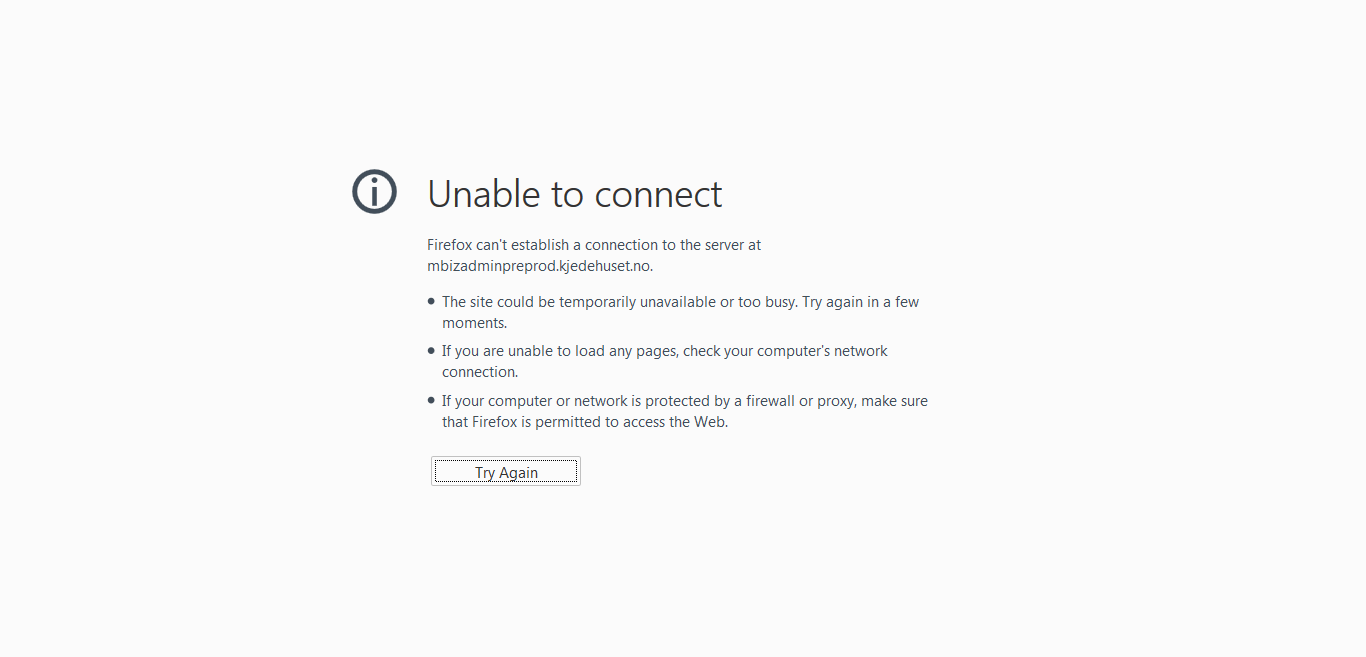 Unable to connect
Firefox can't establish a connection to the server at
mbizadminpreprod.kjedehuset.no.
• The site could be temporarily unavailable or too busy. Try again in a few
moments.
• If you are unable to load any pages, check your computer's network
connection.
• If your computer or network is protected by a firewall or proxy, make sure
that Firefox is permitted to access the Web.
Try Again